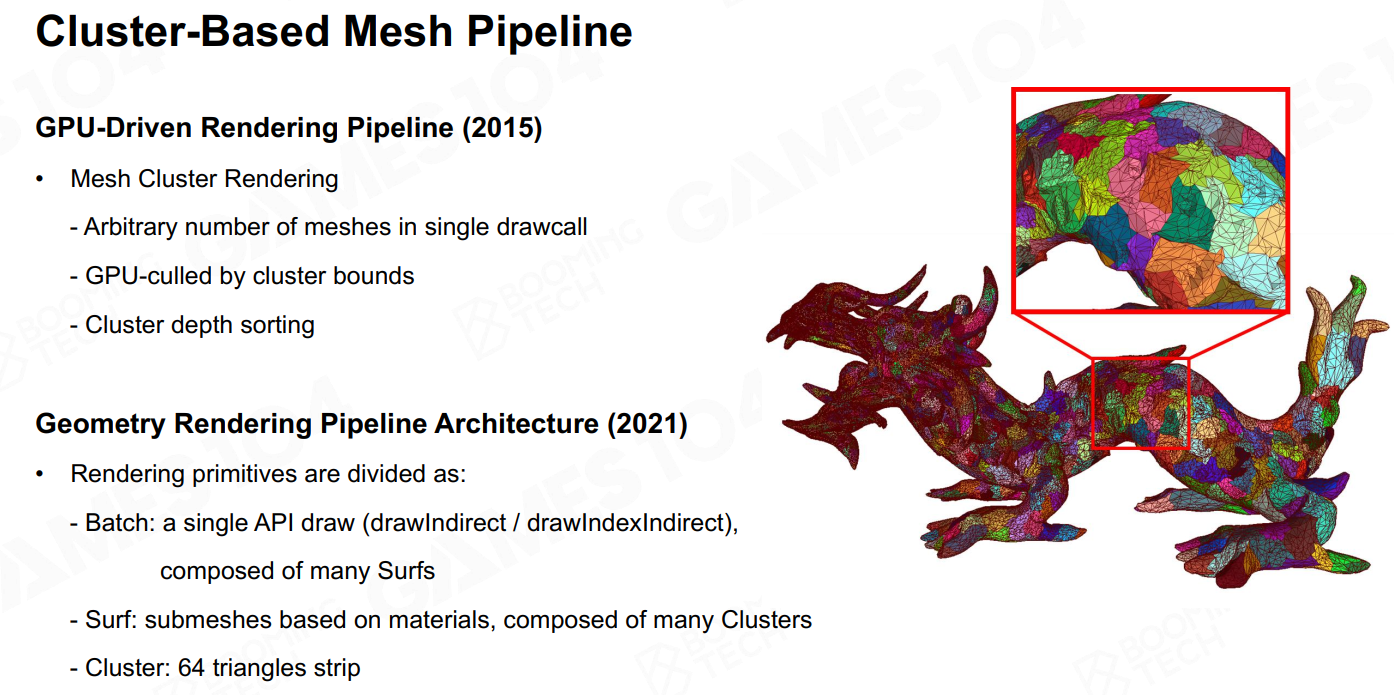 Cluster-Based Mesh Pipeline
GPU-Driven Rendering Pipeline (2015)
• Mesh Cluster Rendering
- Arbitrary number of meshes in single drawcall
- GPU-culled by cluster bounds
- Cluster depth sorting
Geometry Rendering Pipeline Architecture (2021)
• Rendering primitives are divided as:
- Batch: a single API draw (drawIndirect / drawIndexIndirect),
composed of many Surfs
- Surf: submeshes based on materials, composed of many Clusters
- Cluster: 64 triangles strip
GAMES104
BOOMING
TECH